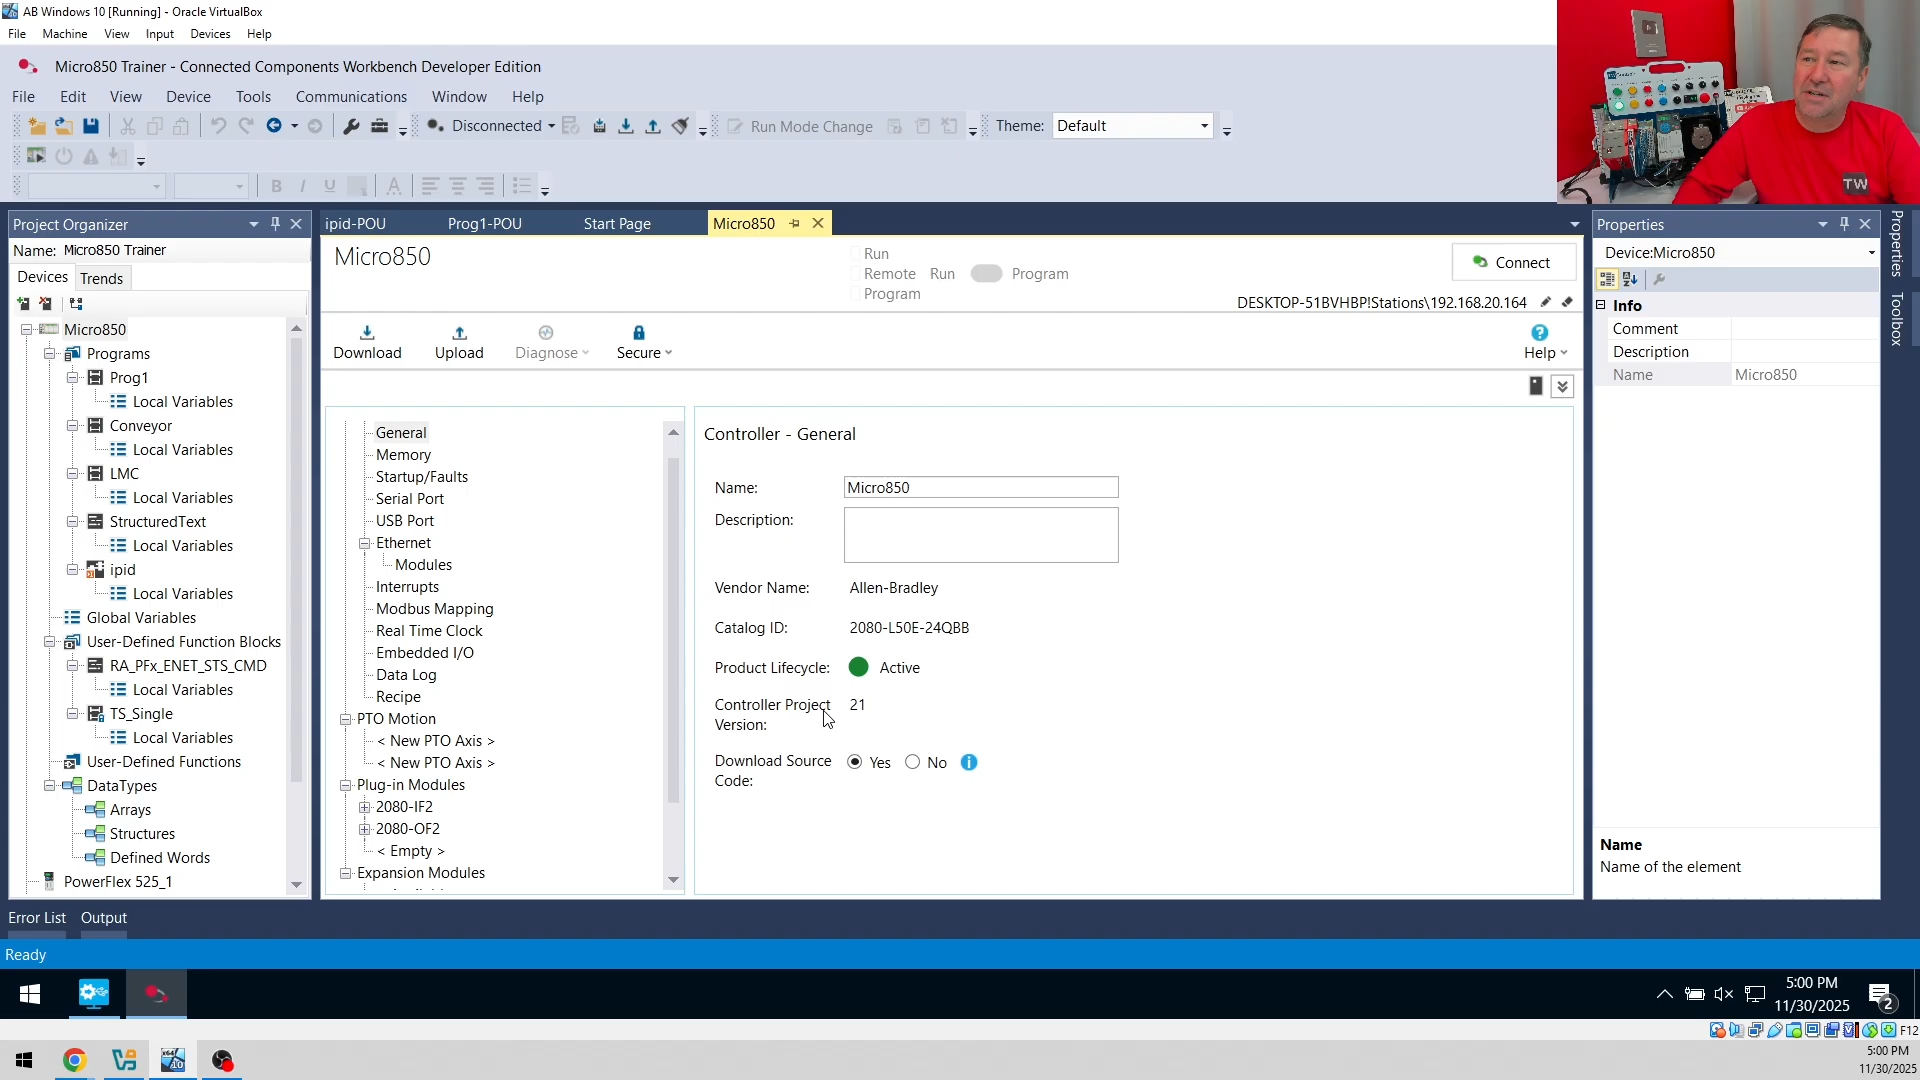 AB Windows 10 [Running] - Oracle VirtualBox
File Machine View Input Devices Help
Micro850 Trainer - Connected Components Workbench Developer Edition
File Edit View Device Tools Communications Window Help
Disconnected Run Mode Change Theme: Default
B I U A
Project Organizer
Name: Micro850 Trainer
Devices Trends
Micro850
Programs
Prog1
Local Variables
Conveyor
Local Variables
LMC
Local Variables
StructuredText
Local Variables
ipid
Local Variables
Global Variables
User-Defined Function Blocks
RA_PFx_ENET_STS_CMD
Local Variables
TS_Single
Local Variables
User-Defined Functions
DataTypes
Arrays
Structures
Defined Words
PowerFlex 525_1
ipid-POU Prog1-POU Start Page Micro850
Micro850
Run
Remote Run Program
Program
Connect
DESKTOP-51BVHBP!Stations\192.168.20.164
Download Upload Diagnose Secure Help
General
Memory
Startup/Faults
Serial Port
USB Port
Ethernet
Modules
Interrupts
Modbus Mapping
Real Time Clock
Embedded I/O
Data Log
Recipe
PTO Motion
< New PTO Axis >
< New PTO Axis >
Plug-in Modules
2080-IF2
2080-OF2
< Empty >
Expansion Modules
Controller - General
Name: Micro850
Description:
Vendor Name: Allen-Bradley
Catalog ID: 2080-L50E-24QBB
Product Lifecycle: Active
Controller Project 21
Version:
Download Source Yes No
Code:
TW
Properties
Device:Micro850
Info
Comment
Description
Name Micro850
Name
Name of the element
Properties
Toolbox
Error List Output
Ready
5:00 PM
11/30/2025
2
F12
5:00 PM
11/30/2025